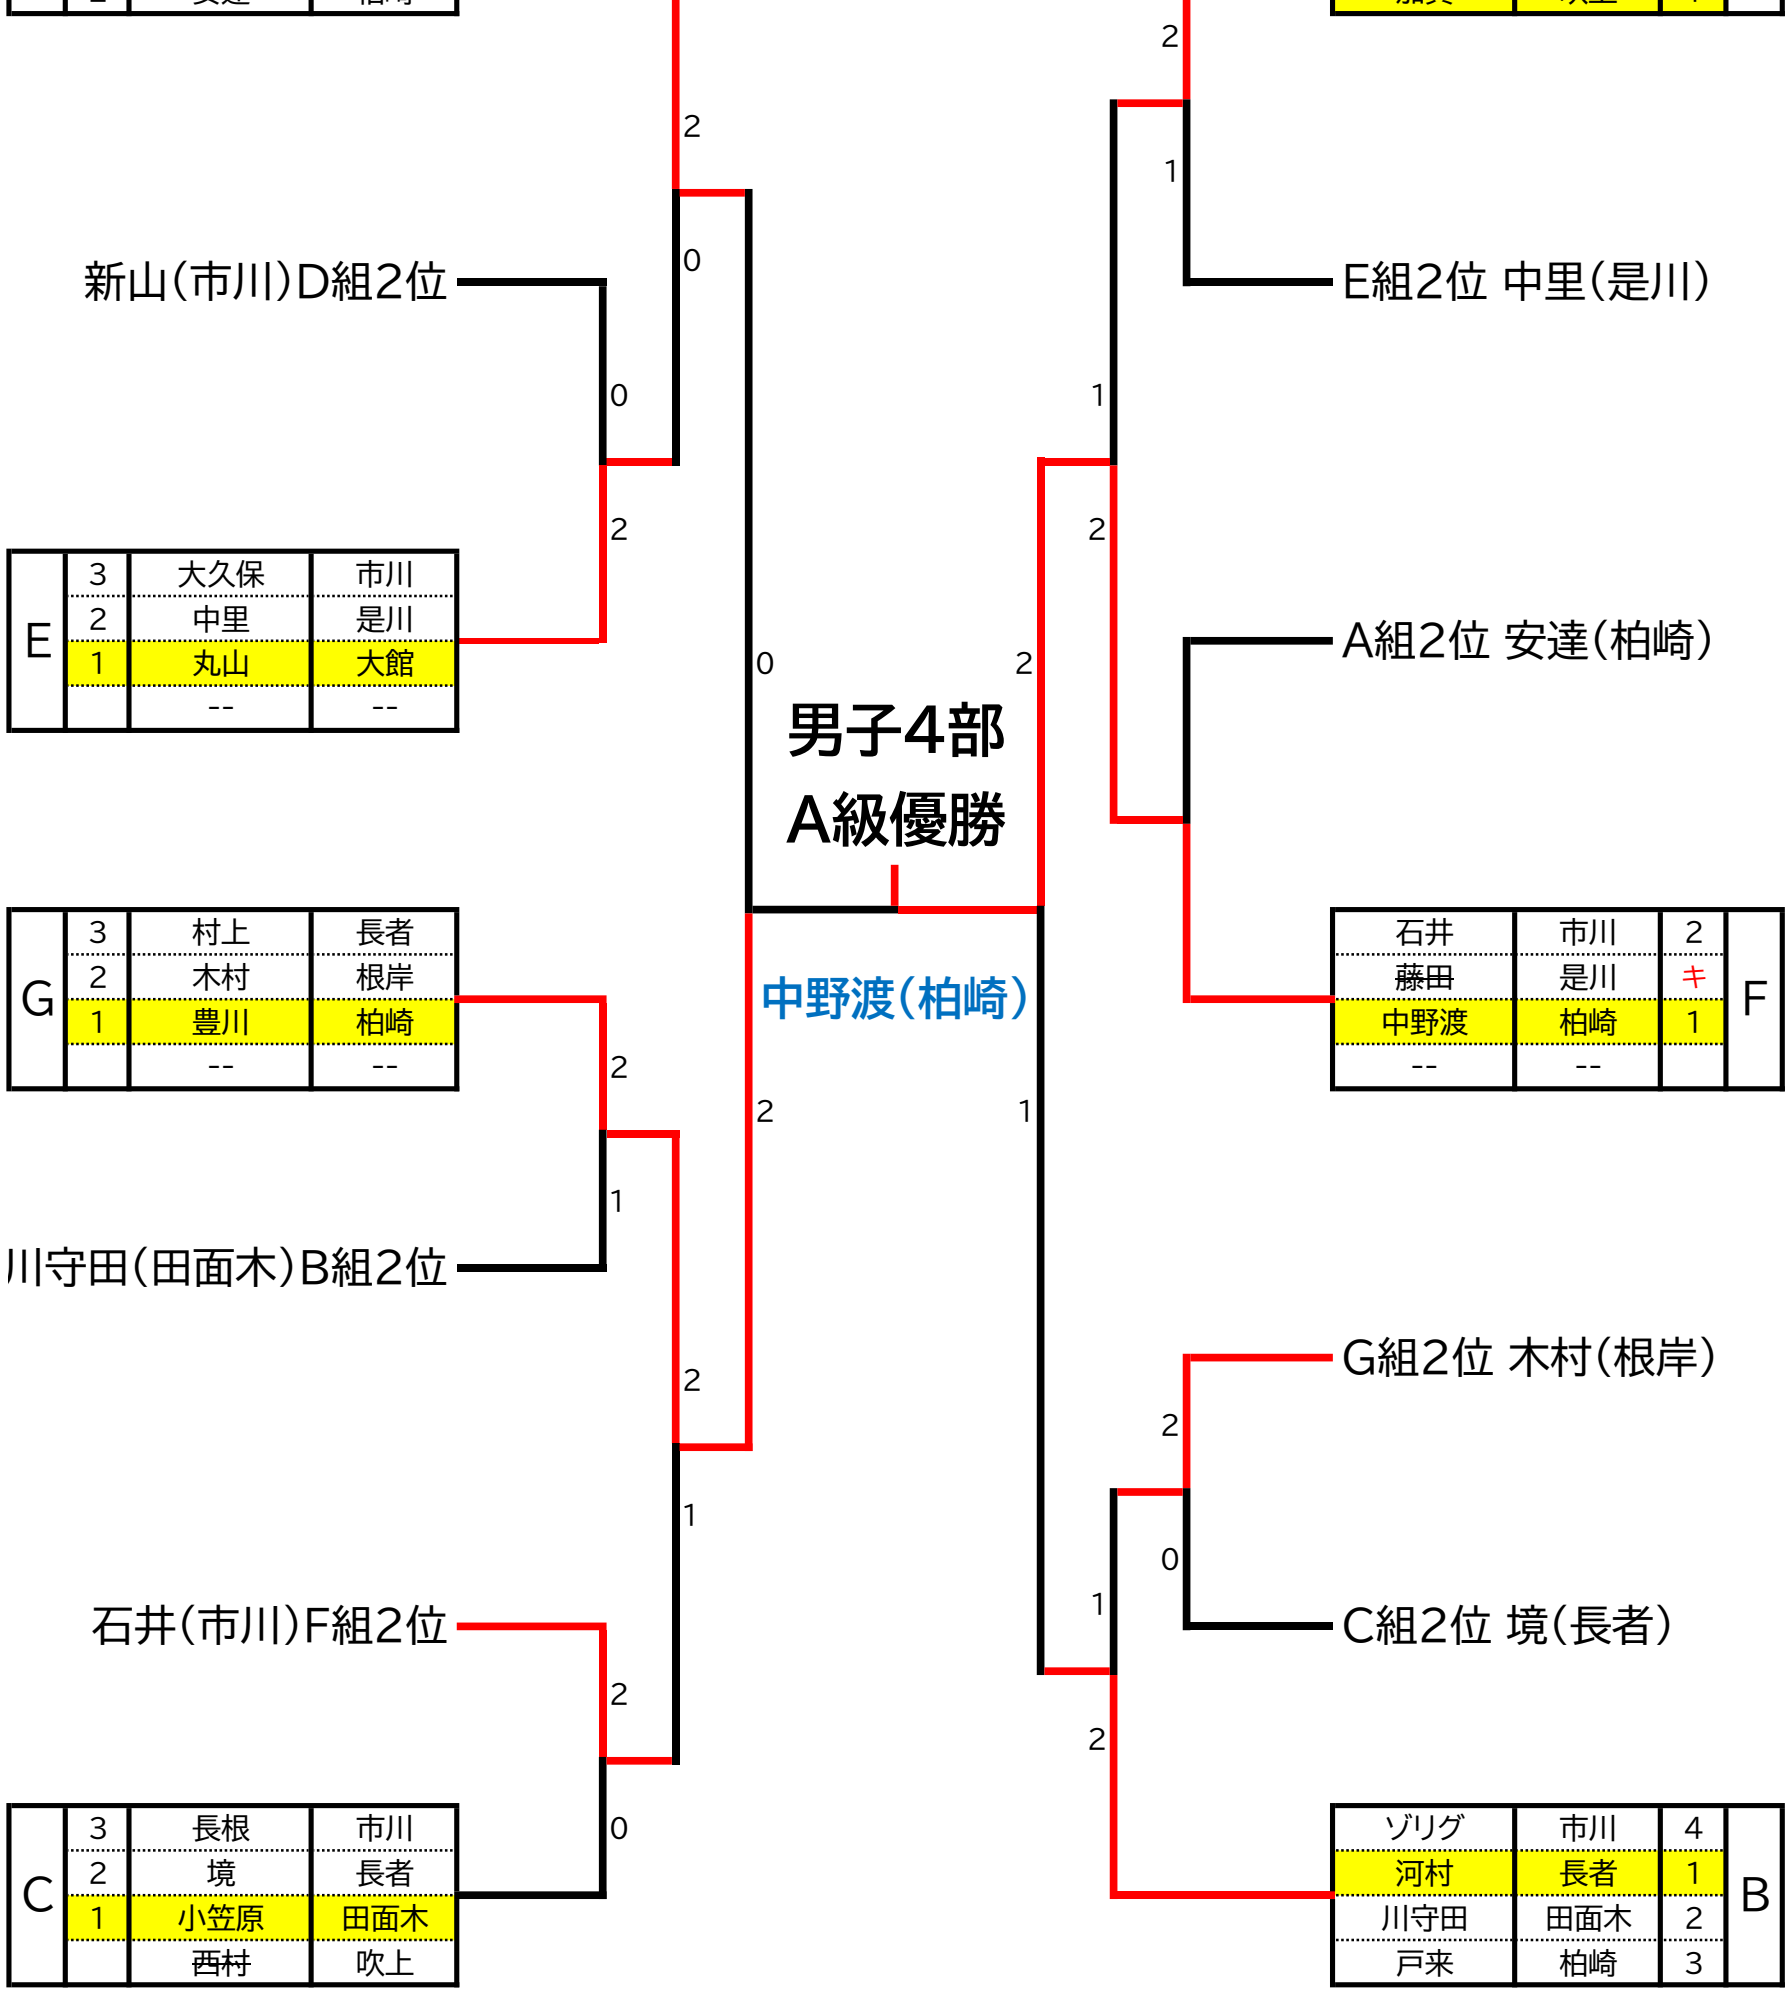 2
2
1
0
新山(市川)D組2位
E組2位 中里(是川)
0
1
2
2
E
3 大久保 市川
2 中里 是川
1 丸山 大館
-- --
A組2位 安達(柏崎)
0
2
男子4部
A級優勝
中野渡(柏崎)
G
3 村上 長者
2 木村 根岸
1 豊川 柏崎
-- --
石井 市川 2
藤田 是川 キ
中野渡 柏崎 1
-- --
F
2
2
1
1
川守田(田面木)B組2位
G組2位 木村(根岸)
2
2
1
0
石井(市川)F組2位
C組2位 境(長者)
1
2
2
0
C
3 長根 市川
2 境 長者
1 小笠原 田面木
西村 吹上
ゾリグ 市川 4
河村 長者 1
川守田 田面木 2
戸来 柏崎 3
B